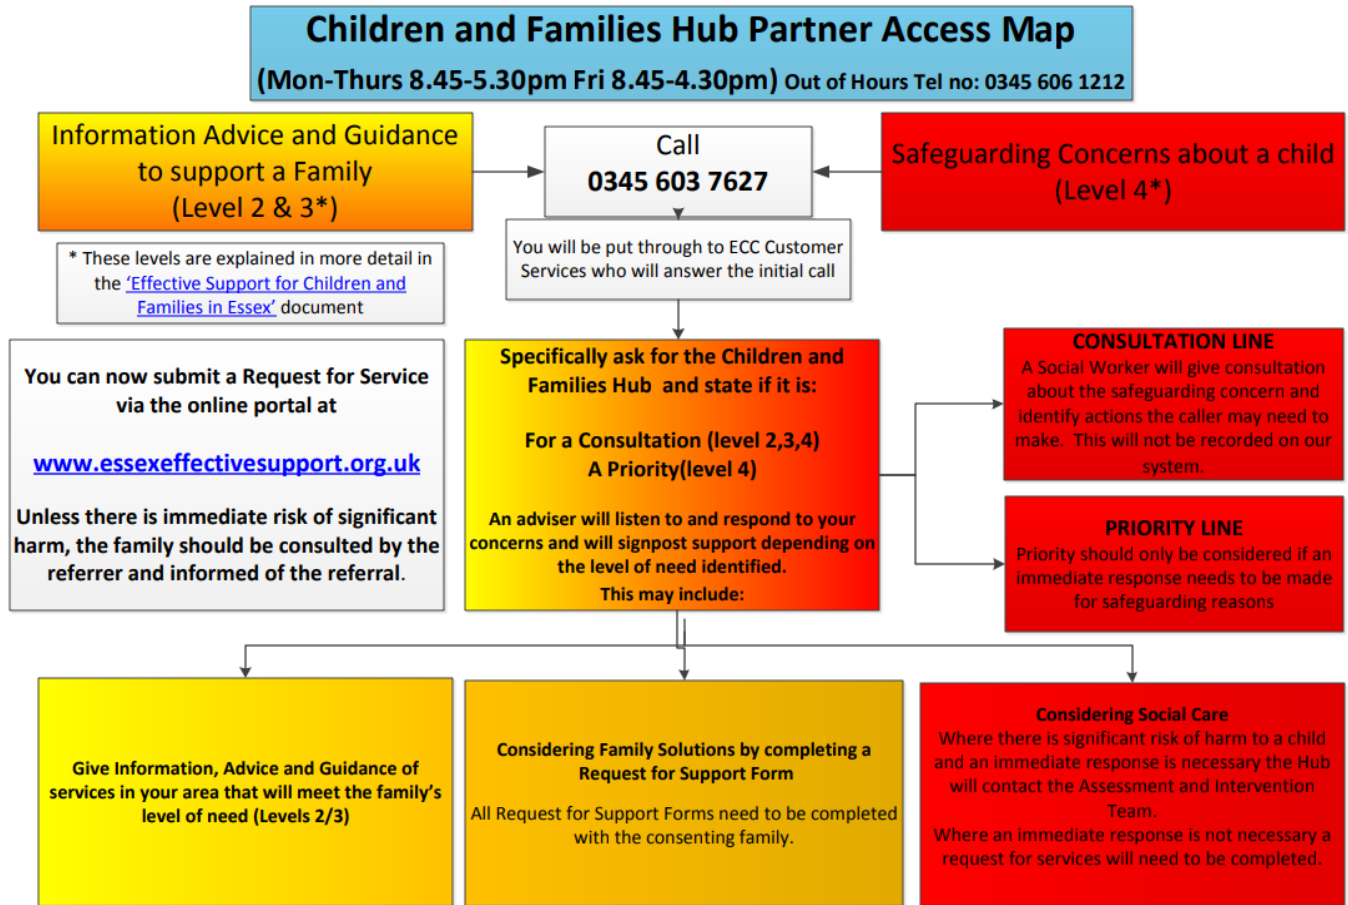 Children and Families Hub Partner Access Map
(Mon-Thurs 8.45-5.30pm Fri 8.45-4.30pm) Out of Hours Tel no: 0345 606 1212
Information Advice and Guidance
to support a Family
(Level 2 & 3*)
Call
0345 603 7627
Safeguarding Concerns about a child
(Level 4*)
You will be put through to ECC Customer
Services who will answer the initial call
* These levels are explained in more detail in
the ‘Effective Support for Children and
Families in Essex’ document
You can now submit a Request for Service
via the online portal at
www.essexeffectivesupport.org.uk
Unless there is immediate risk of significant
harm, the family should be consulted by the
referrer and informed of the referral.
Specifically ask for the Children and
Families Hub and state if it is:
For a Consultation (level 2,3,4)
A Priority(level 4)
An adviser will listen to and respond to your
concerns and will signpost support depending on
the level of need identified.
This may include:
CONSULTATION LINE
A Social Worker will give consultation
about the safeguarding concern and
identify actions the caller may need to
make. This will not be recorded on our
system.
PRIORITY LINE
Priority should only be considered if an
immediate response needs to be made
for safeguarding reasons
Give Information, Advice and Guidance of
services in your area that will meet the family’s
level of need (Levels 2/3)
Considering Family Solutions by completing a
Request for Support Form
All Request for Support Forms need to be completed
with the consenting family.
Considering Social Care
Where there is significant risk of harm to a child
and an immediate response is necessary the Hub
will contact the Assessment and Intervention
Team.
Where an immediate response is not necessary a
request for services will need to be completed.